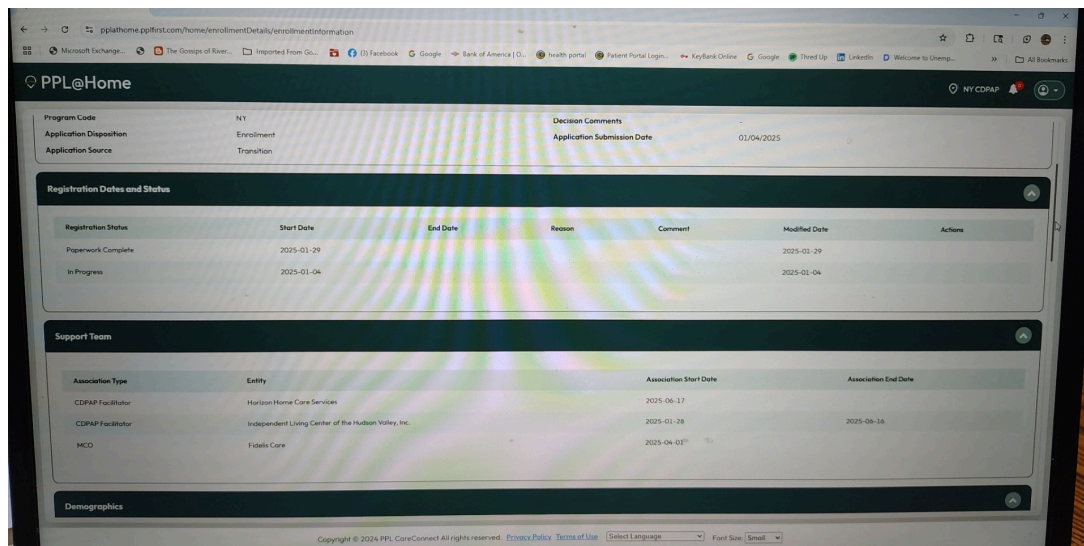 pplathome.pplfirst.com/home/enrollmentDetails/enrollmentinformation
Microsoft Exchange... The Gossips of River... Imported From Go... (1) Facebook Google Bank of America | O... health portal Patient Portal Login... KeyBank Online Google Thred Up LinkedIn Welcome to Unemp... » All Bookmarks
PPL@Home NY CDPAP
Program Code NY Decision Comments -
Application Disposition Enrollment Application Submission Date 01/04/2025
Application Source Transition
Registration Dates and Status
Registration Status Start Date End Date Reason Comment Modified Date Actions
Paperwork Complete 2025-01-29 2025-01-29
In Progress 2025-01-04 2025-01-04
Support Team
Association Type Entity Association Start Date Association End Date
CDPAP Facilitator Horizon Home Care Services 2025-06-17
CDPAP Facilitator Independent Living Center of the Hudson Valley, Inc. 2025-01-28 2025-06-16
MCO Fidelis Care 2025-04-01
Demographics
Copyright © 2024 PPL CareConnect All rights reserved. Privacy Policy Terms of Use Select Language Font Size: Small